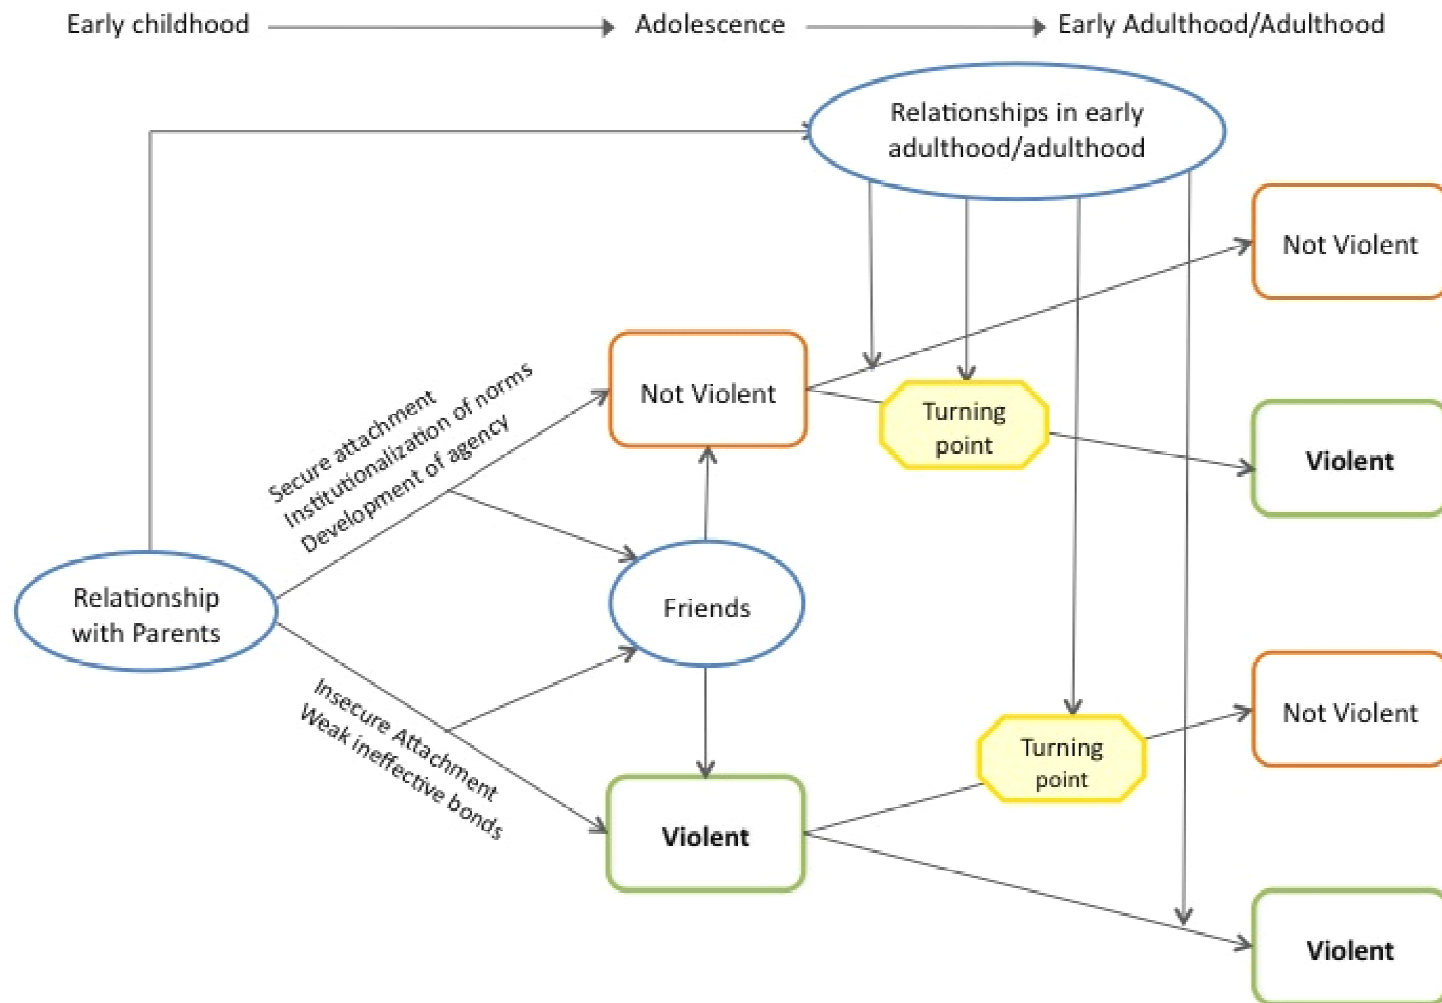 Early childhood
Adolescence
Early Adulthood/Adulthood
Relationships in early
adulthood/adulthood
Not Violent
Not Violent
Turning
point
Violent
Secure attachment
Institutionalization of norms
Development of agency
Relationship
with Parents
Friends
Insecure Attachment
Weak ineffective bonds
Not Violent
Turning
point
Violent
Violent